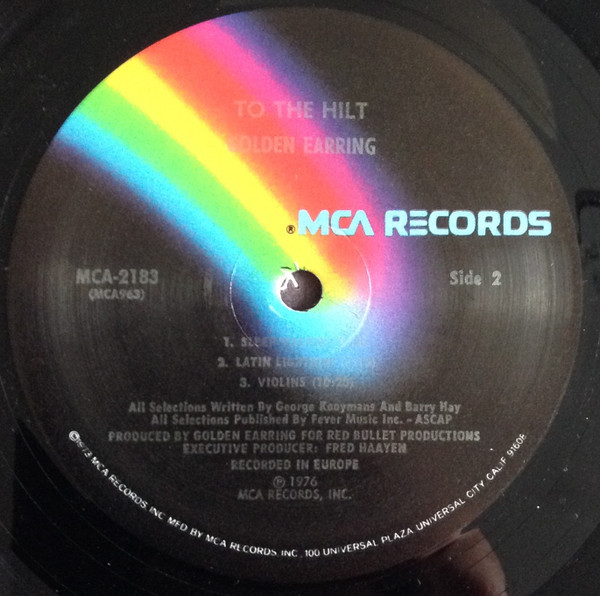 TO THE HILT
GOLDEN EARRING
® MCA RECORDS
MCA-2183
(MCA963)
Side 2
1.
2. LATIN
3. VIOLINS (10:25)
All Selections Written By George Kooymans And Barry Hay
All Selections Published By Fever Music Inc. - ASCAP
PRODUCED BY GOLDEN EARRING FOR RED BULLET PRODUCTIONS
EXECUTIVE PRODUCER: FRED HAAYEN
RECORDED IN EUROPE
℗ 1976
MCA RECORDS, INC.
©1973 MCA RECORDS, INC. MFD BY MCA RECORDS, INC., 100 UNIVERSAL PLAZA UNIVERSAL CITY, CALIF. 91608